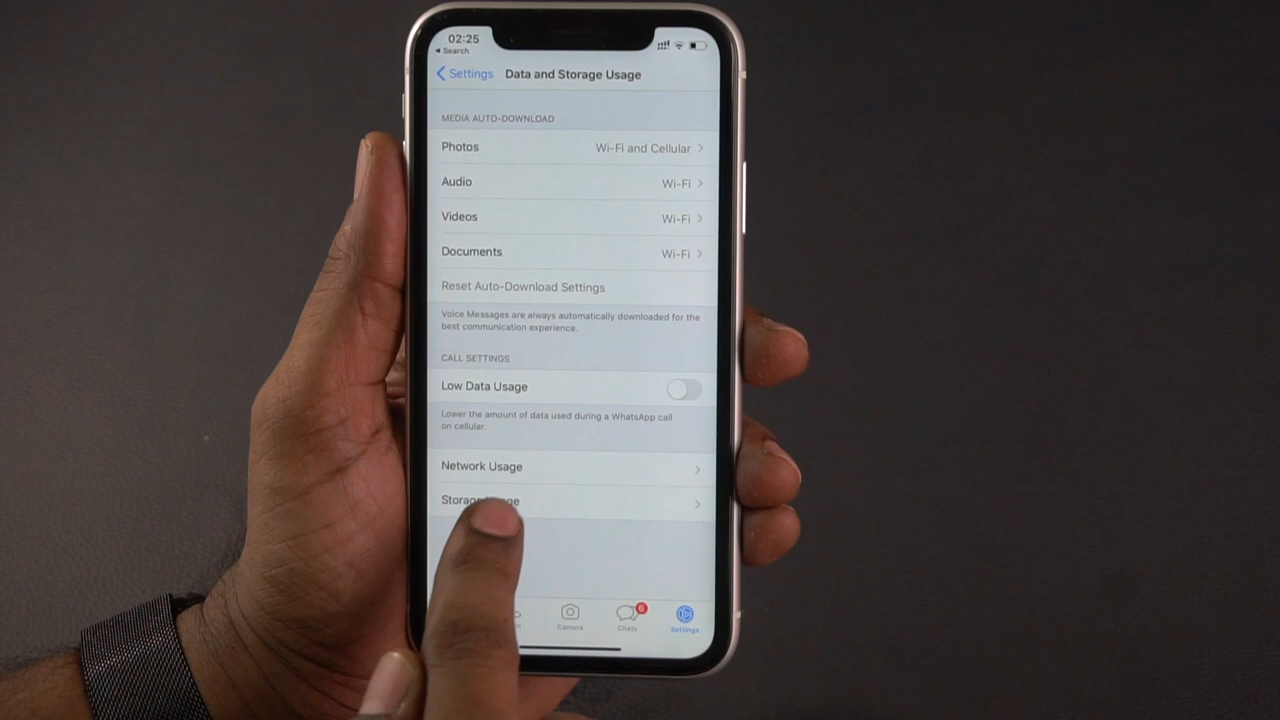 02:25
Search
Settings
Data and Storage Usage
MEDIA AUTO-DOWNLOAD
Photos Wi-Fi and Cellular
Audio Wi-Fi
Videos Wi-Fi
Documents Wi-Fi
Reset Auto-Download Settings
Voice Messages are always automatically downloaded for the
best communication experience.
CALL SETTINGS
Low Data Usage
Lower the amount of data used during a WhatsApp call
on cellular.
Network Usage
6
Camera Chats Settings